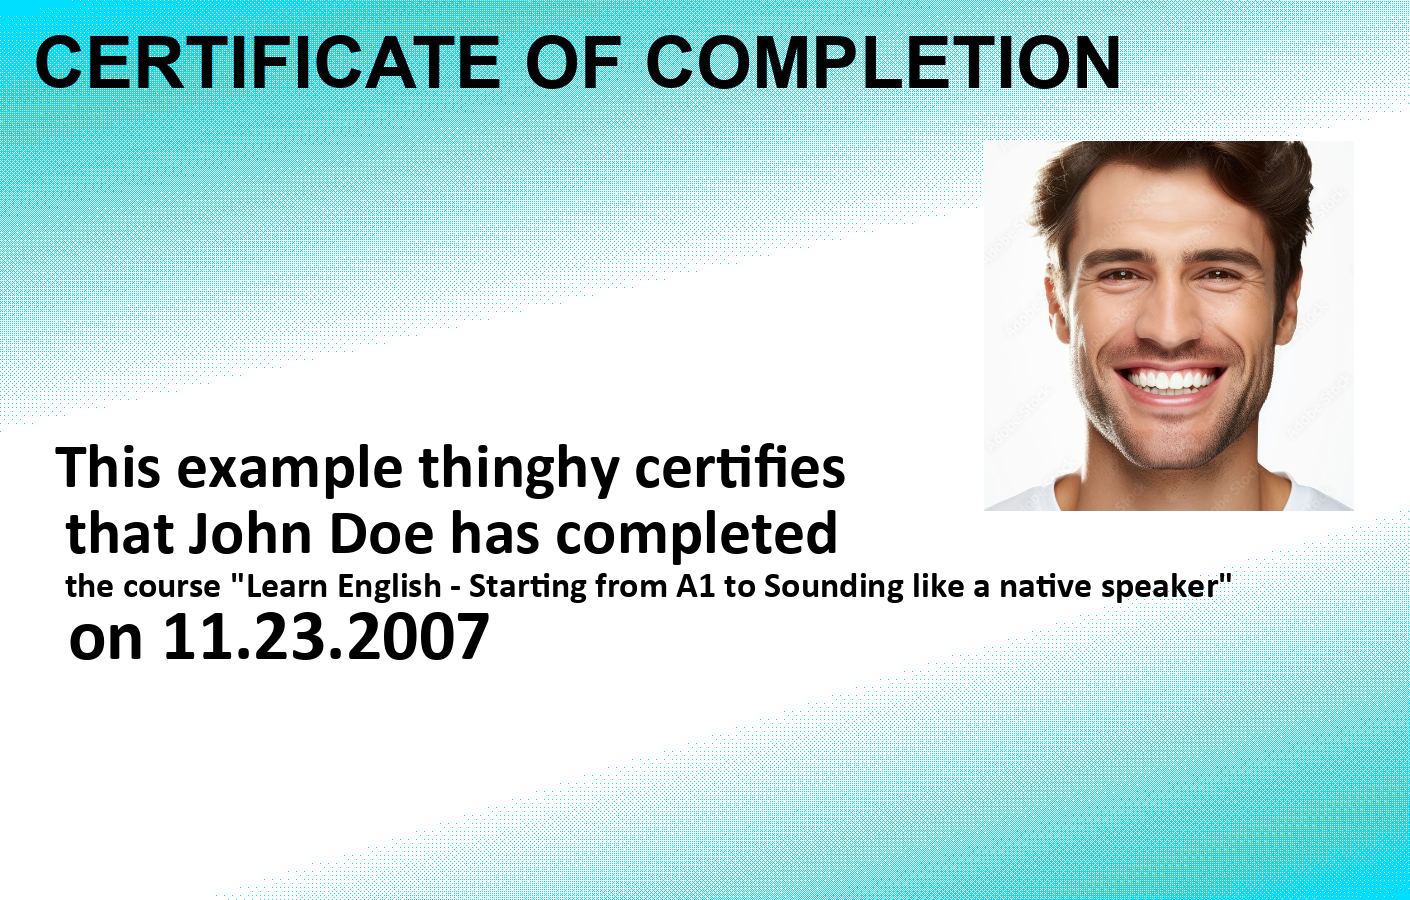 CERTIFICATE OF COMPLETION
This example thinghy certifies
that John Doe has completed
the course "Learn English - Starting from A1 to Sounding like a native speaker"
on 11.23.2007